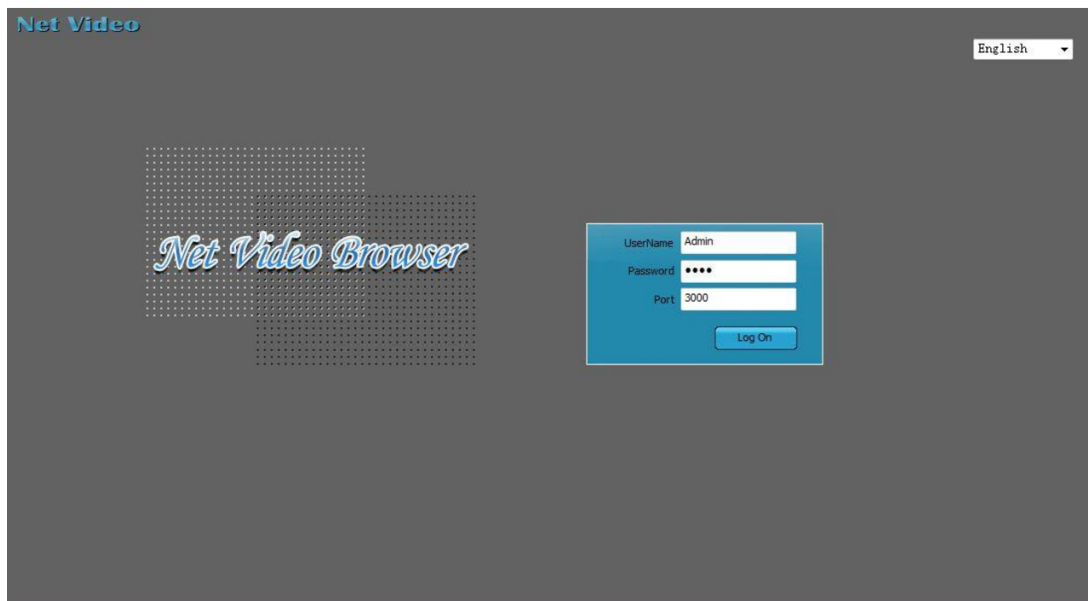 Net Video
English
Net Video Browser
UserName Admin
Password ••••
Port 3000
Log On